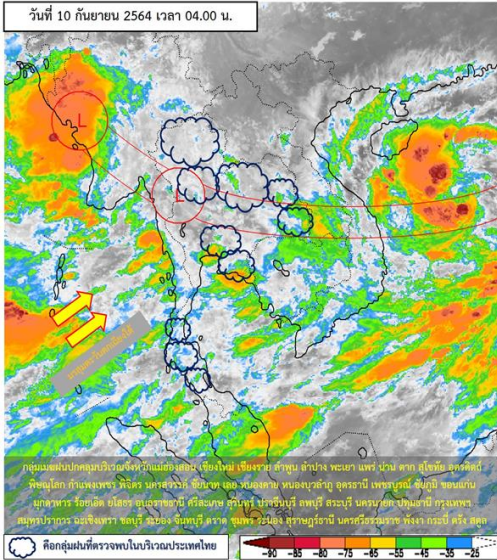 วันที่ 10 กันยายน 2564 เวลา 04.00 น.
L
L
กลุ่มเมฆฝนปกคลุมบริเวณจังหวัดแม่ฮ่องสอน เชียงใหม่ เชียงราย ลำพูน ลำปาง พะเยา แพร่ น่าน ตาก สุโขทัย อุตรดิตถ์
พิษณุโลก กำแพงเพชร พิจิตร นครสวรรค์ ชัยนาท เลย หนองคาย หนองบัวลำภู อุดรธานี เพชรบูรณ์ ชัยภูมิ ขอนแก่น
มุกดาหาร ร้อยเอ็ด ยโสธร อุบลราชธานี ศรีสะเกษ สุรินทร์ ปราจีนบุรี ลพบุรี สระบุรี นครนายก ปทุมธานี กรุงเทพฯ
สมุทรปราการ ฉะเชิงเทรา ชลบุรี ระยอง จันทบุรี ตราด ชุมพร ระนอง สุราษฎร์ธานี นครศรีธรรมราช พังงา กระบี่ ตรัง สตูล
คือกลุ่มฝนที่ตรวจพบในบริเวณประเทศไทย
-90 -85 -80 -75 -65 -55 -45 -35 -25